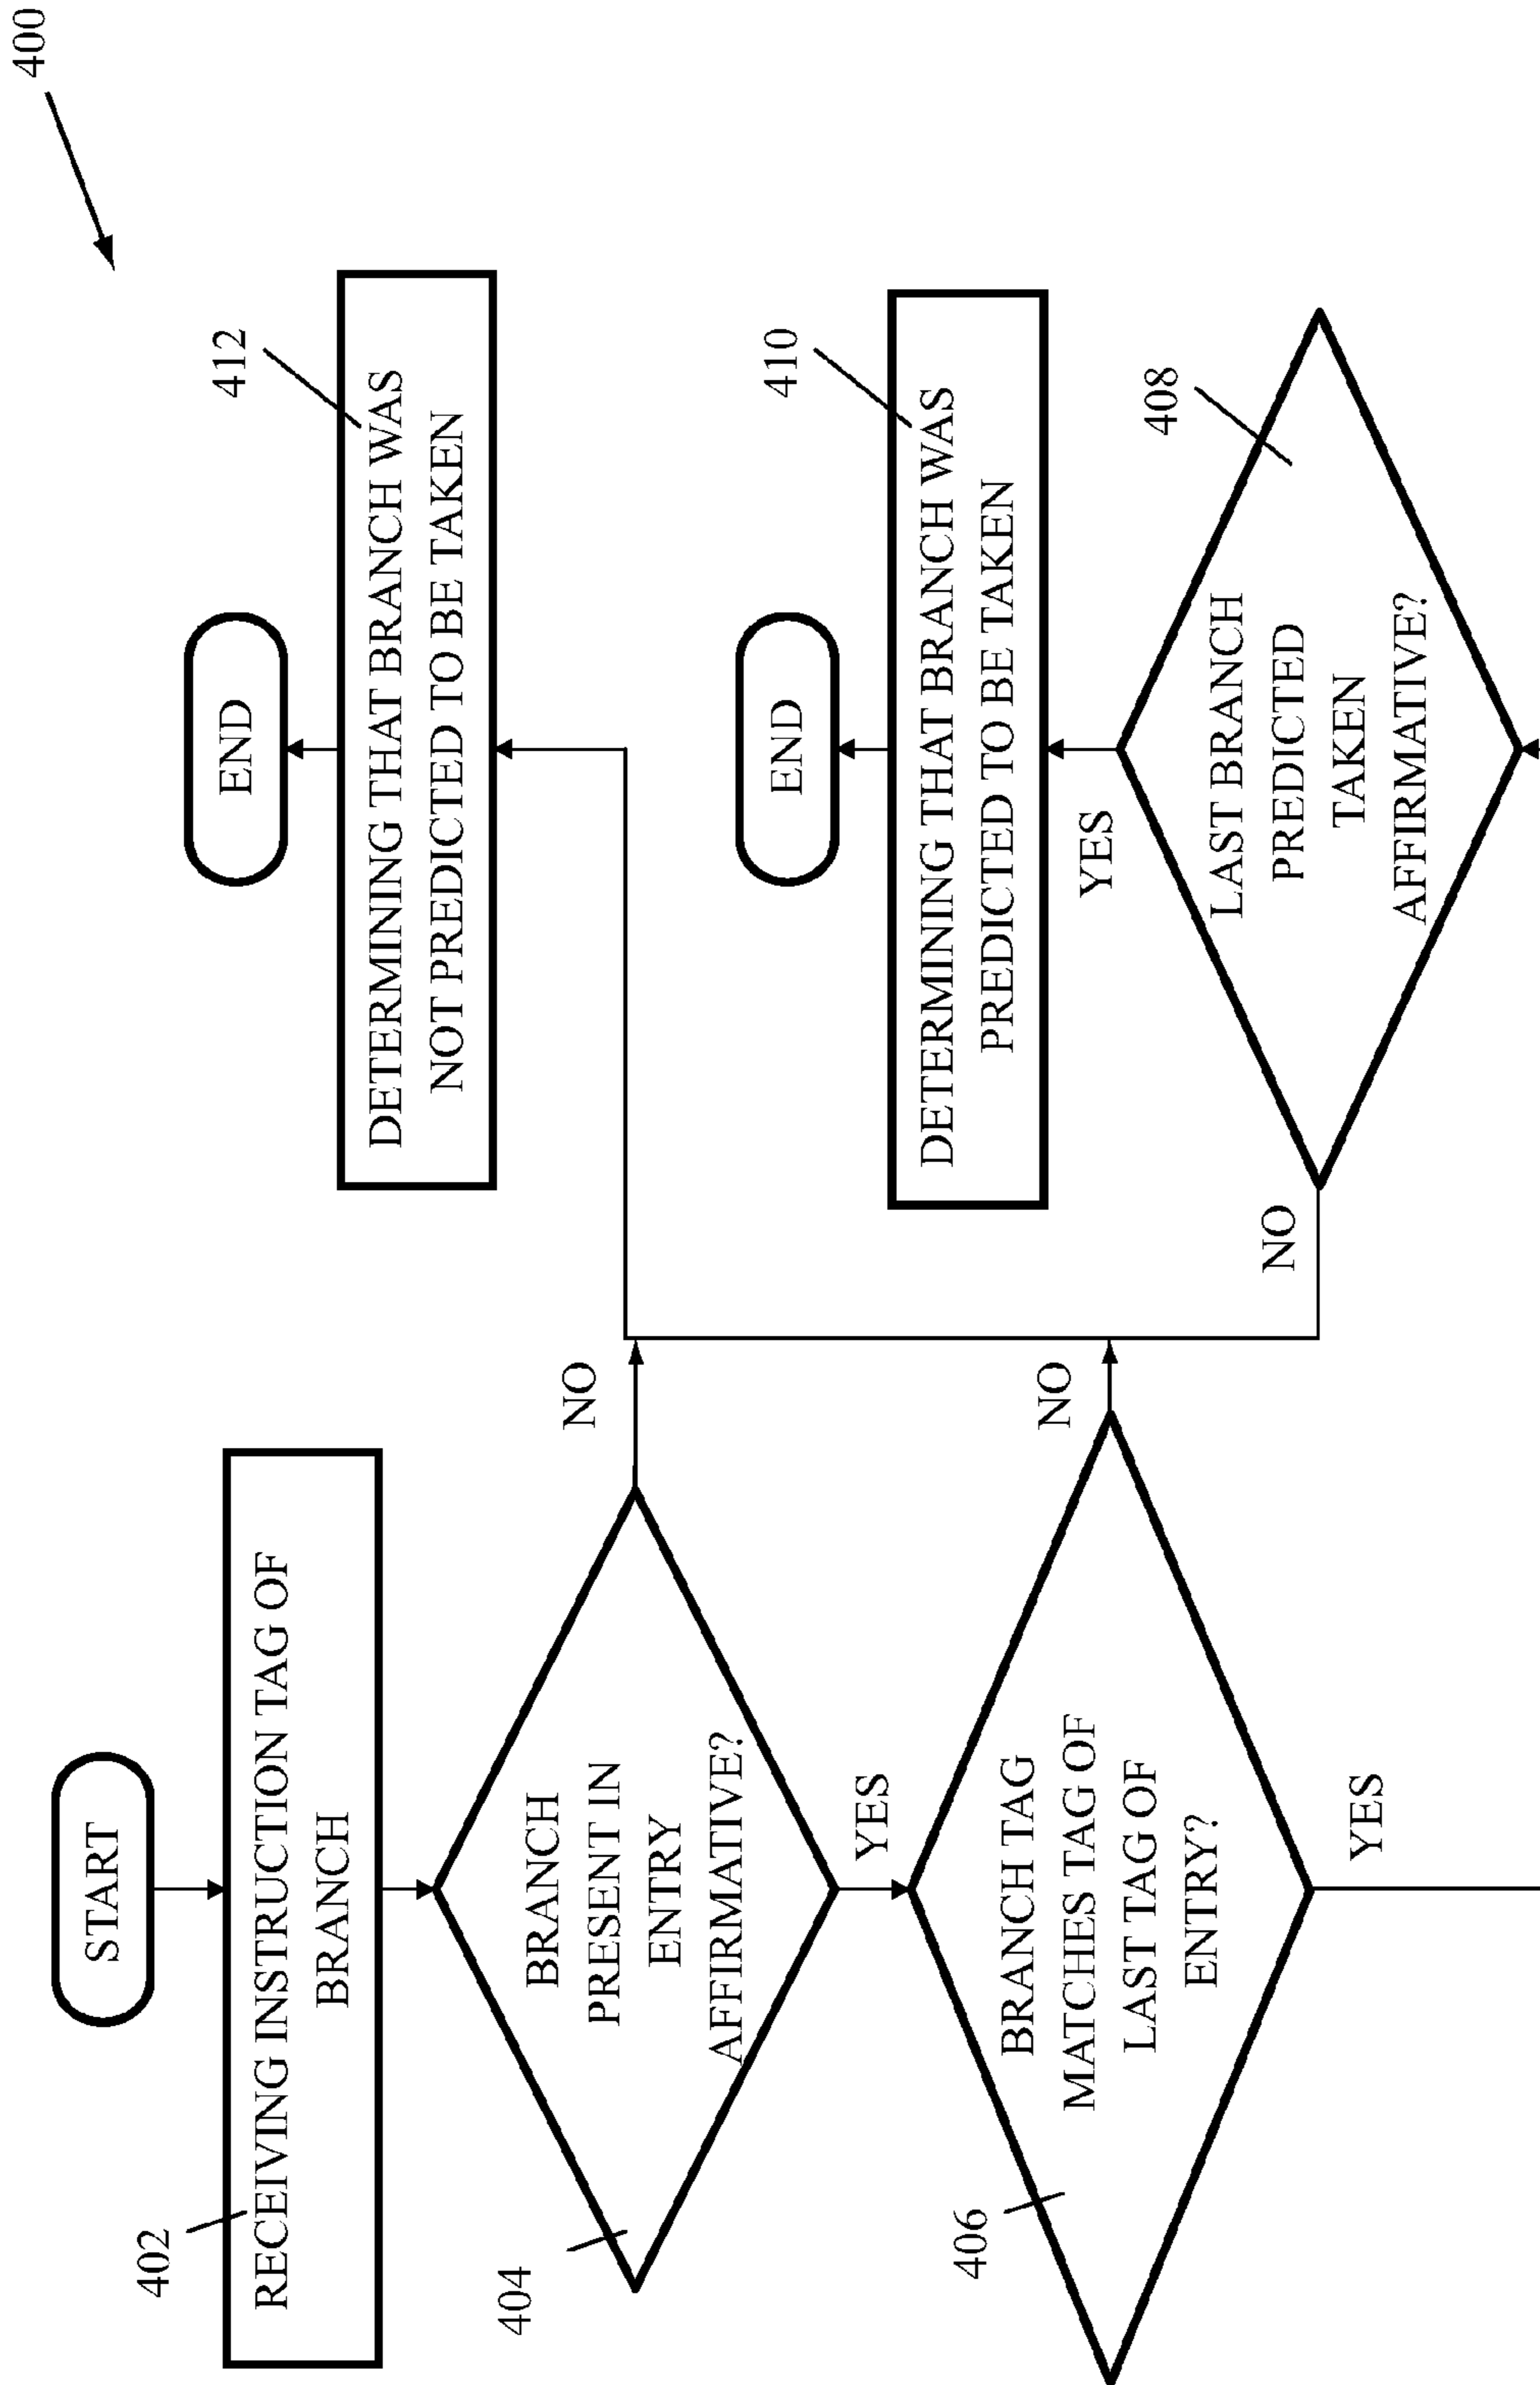 400
START
402
RECEIVING INSTRUCTION TAG OF
BRANCH
404
BRANCH
PRESENT IN
ENTRY
AFFIRMATIVE?
NO
YES
406
BRANCH TAG
MATCHES TAG OF
LAST TAG OF
ENTRY?
NO
YES
408
LAST BRANCH
PREDICTED
TAKEN
AFFIRMATIVE?
NO
YES
410
DETERMINING THAT BRANCH WAS
PREDICTED TO BE TAKEN
END
412
DETERMINING THAT BRANCH WAS
NOT PREDICTED TO BE TAKEN
END